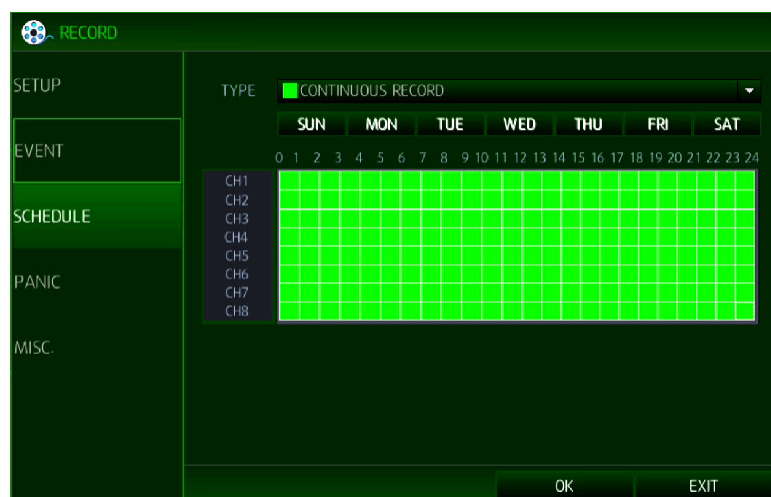 RECORD
SETUP
EVENT
SCHEDULE
PANIC
MISC.
TYPE CONTINUOUS RECORD
SUN MON TUE WED THU FRI SAT
0 1 2 3 4 5 6 7 8 9 10 11 12 13 14 15 16 17 18 19 20 21 22 23 24
CH1
CH2
CH3
CH4
CH5
CH6
CH7
CH8
OK EXIT